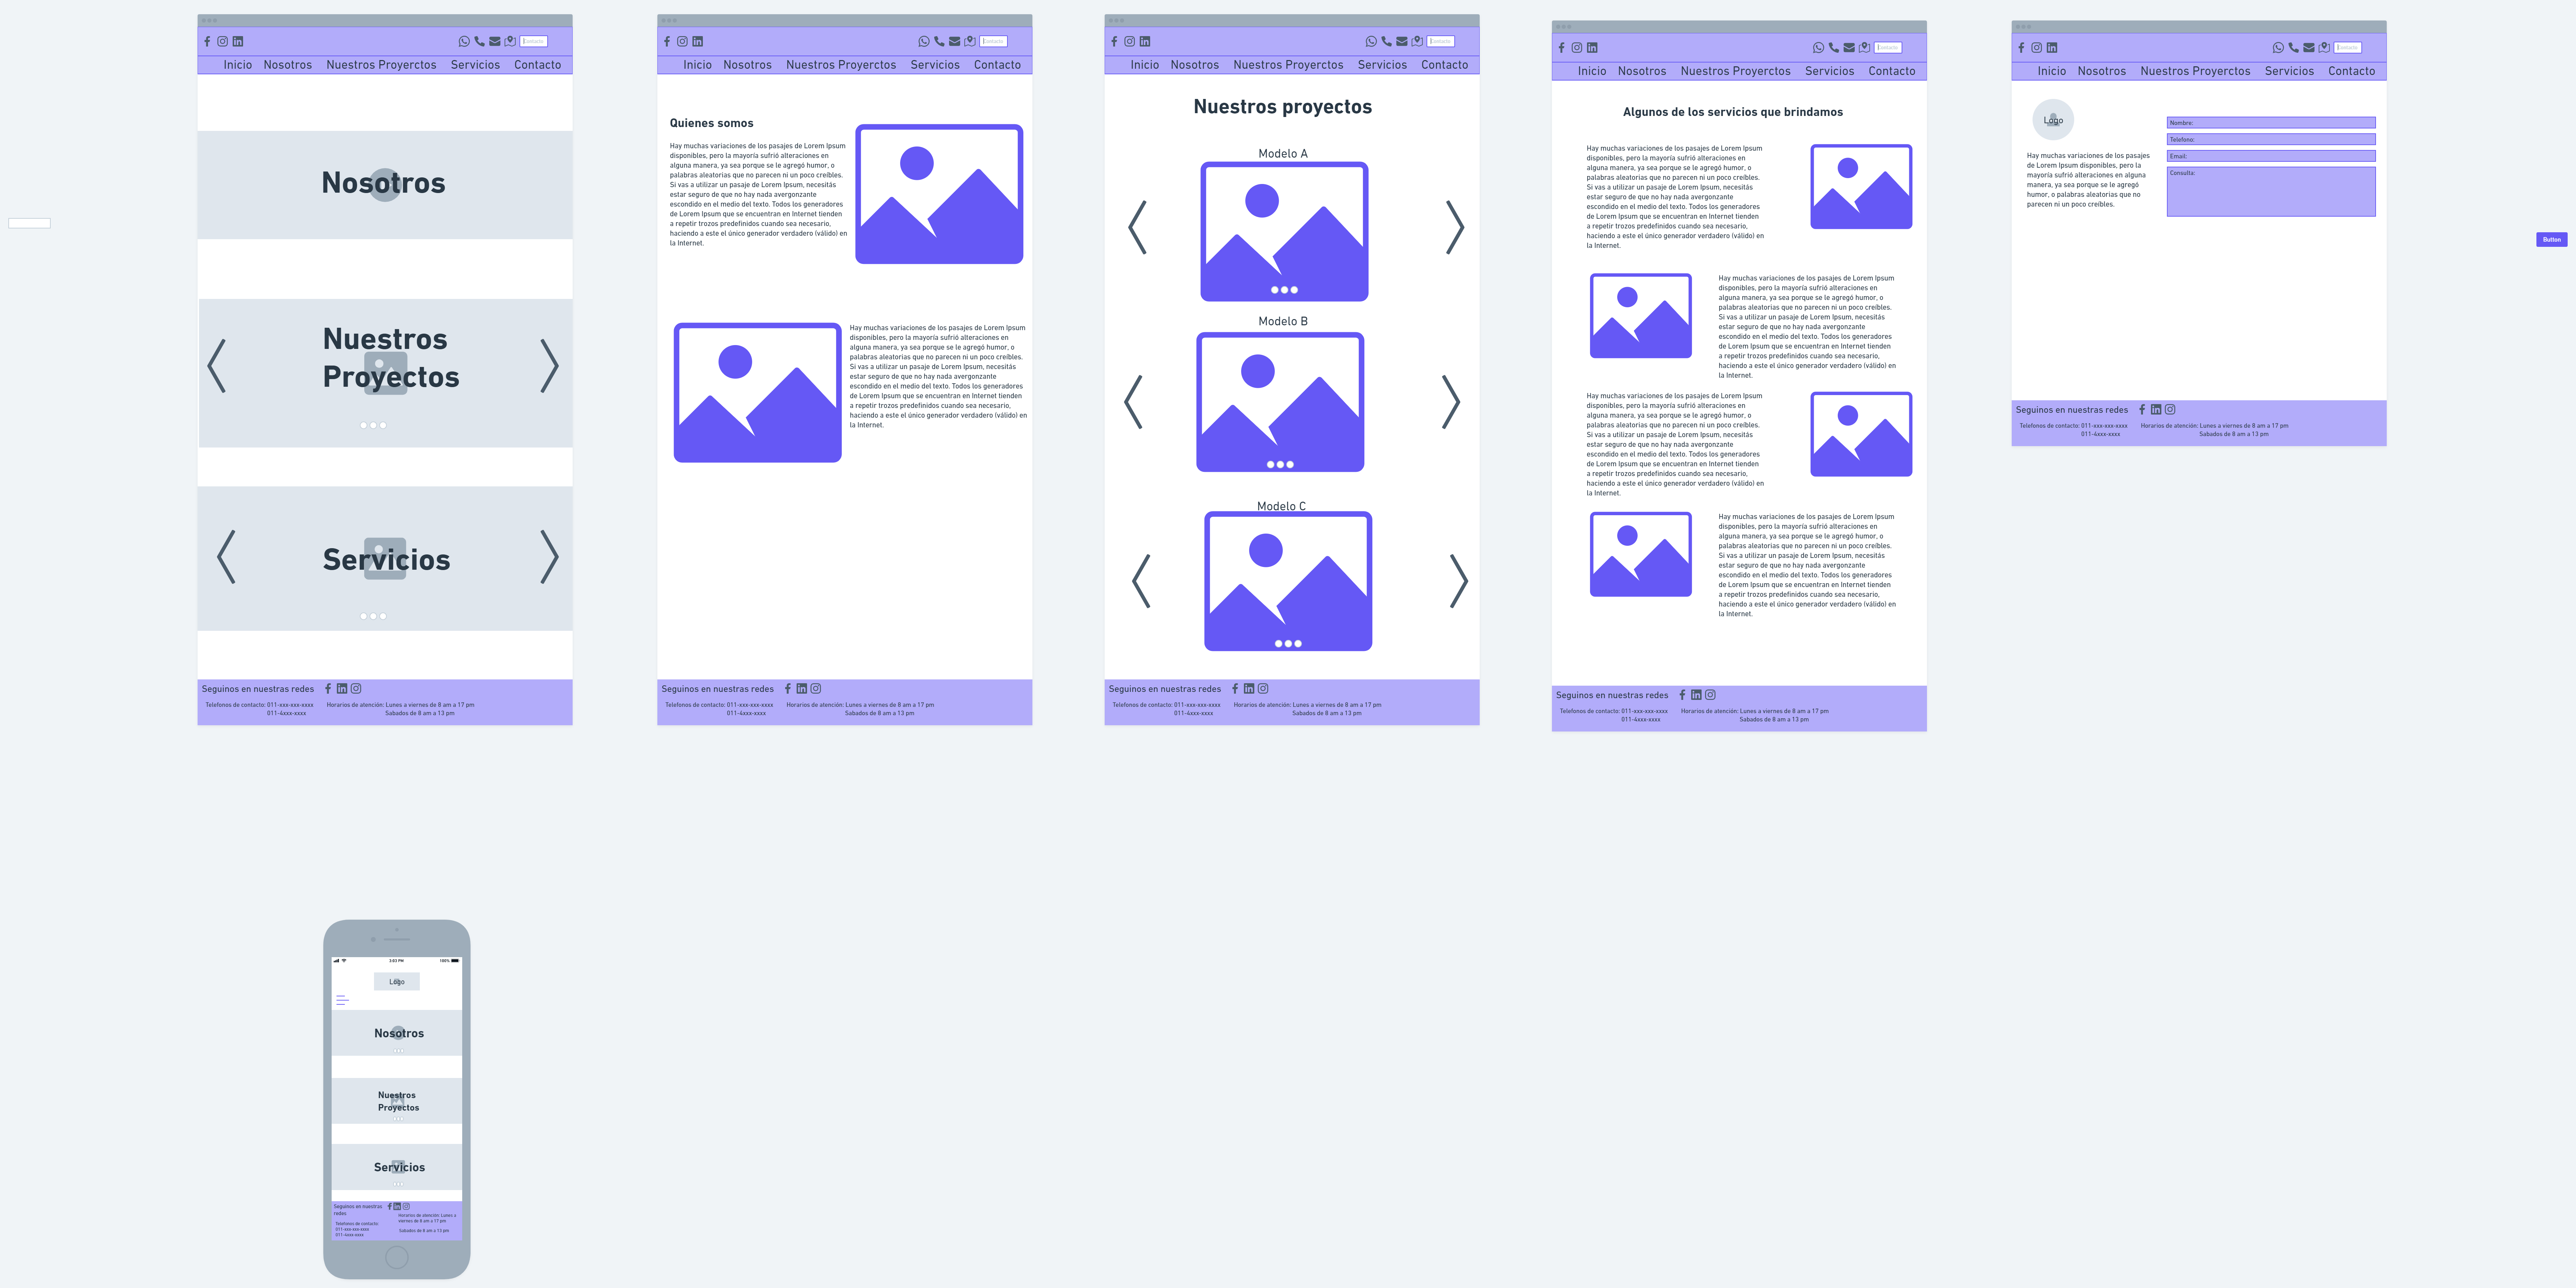 Contacto
Inicio Nosotros Nuestros Proyerctos Servicios Contacto
Nosotros
Nuestros
Proyectos
Servicios
Seguinos en nuestras redes
Telefonos de contacto: 011-xxx-xxx-xxxx Horarios de atención: Lunes a viernes de 8 am a 17 pm
011-4xxx-xxxx Sabados de 8 am a 13 pm
Contacto
Inicio Nosotros Nuestros Proyerctos Servicios Contacto
Quienes somos
Hay muchas variaciones de los pasajes de Lorem Ipsum
disponibles, pero la mayoría sufrió alteraciones en
alguna manera, ya sea porque se le agregó humor, o
palabras aleatorias que no parecen ni un poco creíbles.
Si vas a utilizar un pasaje de Lorem Ipsum, necesitás
estar seguro de que no hay nada avergonzante
escondido en el medio del texto. Todos los generadores
de Lorem Ipsum que se encuentran en Internet tienden
a repetir trozos predefinidos cuando sea necesario,
haciendo a este el único generador verdadero (válido) en
la Internet.
Hay muchas variaciones de los pasajes de Lorem Ipsum
disponibles, pero la mayoría sufrió alteraciones en
alguna manera, ya sea porque se le agregó humor, o
palabras aleatorias que no parecen ni un poco creíbles.
Si vas a utilizar un pasaje de Lorem Ipsum, necesitás
estar seguro de que no hay nada avergonzante
escondido en el medio del texto. Todos los generadores
de Lorem Ipsum que se encuentran en Internet tienden
a repetir trozos predefinidos cuando sea necesario,
haciendo a este el único generador verdadero (válido) en
la Internet.
Seguinos en nuestras redes
Telefonos de contacto: 011-xxx-xxx-xxxx Horarios de atención: Lunes a viernes de 8 am a 17 pm
011-4xxx-xxxx Sabados de 8 am a 13 pm
Contacto
Inicio Nosotros Nuestros Proyerctos Servicios Contacto
Nuestros proyectos
Modelo A
Modelo B
Modelo C
Seguinos en nuestras redes
Telefonos de contacto: 011-xxx-xxx-xxxx Horarios de atención: Lunes a viernes de 8 am a 17 pm
011-4xxx-xxxx Sabados de 8 am a 13 pm
Contacto
Inicio Nosotros Nuestros Proyerctos Servicios Contacto
Algunos de los servicios que brindamos
Hay muchas variaciones de los pasajes de Lorem Ipsum
disponibles, pero la mayoría sufrió alteraciones en
alguna manera, ya sea porque se le agregó humor, o
palabras aleatorias que no parecen ni un poco creíbles.
Si vas a utilizar un pasaje de Lorem Ipsum, necesitás
estar seguro de que no hay nada avergonzante
escondido en el medio del texto. Todos los generadores
de Lorem Ipsum que se encuentran en Internet tienden
a repetir trozos predefinidos cuando sea necesario,
haciendo a este el único generador verdadero (válido) en
la Internet.
Hay muchas variaciones de los pasajes de Lorem Ipsum
disponibles, pero la mayoría sufrió alteraciones en
alguna manera, ya sea porque se le agregó humor, o
palabras aleatorias que no parecen ni un poco creíbles.
Si vas a utilizar un pasaje de Lorem Ipsum, necesitás
estar seguro de que no hay nada avergonzante
escondido en el medio del texto. Todos los generadores
de Lorem Ipsum que se encuentran en Internet tienden
a repetir trozos predefinidos cuando sea necesario,
haciendo a este el único generador verdadero (válido) en
la Internet.
Hay muchas variaciones de los pasajes de Lorem Ipsum
disponibles, pero la mayoría sufrió alteraciones en
alguna manera, ya sea porque se le agregó humor, o
palabras aleatorias que no parecen ni un poco creíbles.
Si vas a utilizar un pasaje de Lorem Ipsum, necesitás
estar seguro de que no hay nada avergonzante
escondido en el medio del texto. Todos los generadores
de Lorem Ipsum que se encuentran en Internet tienden
a repetir trozos predefinidos cuando sea necesario,
haciendo a este el único generador verdadero (válido) en
la Internet.
Hay muchas variaciones de los pasajes de Lorem Ipsum
disponibles, pero la mayoría sufrió alteraciones en
alguna manera, ya sea porque se le agregó humor, o
palabras aleatorias que no parecen ni un poco creíbles.
Si vas a utilizar un pasaje de Lorem Ipsum, necesitás
estar seguro de que no hay nada avergonzante
escondido en el medio del texto. Todos los generadores
de Lorem Ipsum que se encuentran en Internet tienden
a repetir trozos predefinidos cuando sea necesario,
haciendo a este el único generador verdadero (válido) en
la Internet.
Seguinos en nuestras redes
Telefonos de contacto: 011-xxx-xxx-xxxx Horarios de atención: Lunes a viernes de 8 am a 17 pm
011-4xxx-xxxx Sabados de 8 am a 13 pm
Contacto
Inicio Nosotros Nuestros Proyerctos Servicios Contacto
Logo
Hay muchas variaciones de los pasajes
de Lorem Ipsum disponibles, pero la
mayoría sufrió alteraciones en alguna
manera, ya sea porque se le agregó
humor, o palabras aleatorias que no
parecen ni un poco creíbles.
Nombre:
Telefono:
Email:
Consulta:
Seguinos en nuestras redes
Telefonos de contacto: 011-xxx-xxx-xxxx Horarios de atención: Lunes a viernes de 8 am a 17 pm
011-4xxx-xxxx Sabados de 8 am a 13 pm
Button
3:03 PM 100%
Logo
Nosotros
Nuestros
Proyectos
Servicios
Seguinos en nuestras
redes
Telefonos de contacto
011-xxx-xxx-xxxx
011-4xxx-xxxx
Horarios de atención: Lunes a
viernes de 8 am a 17 pm
Sabados de 8 am a 13 pm